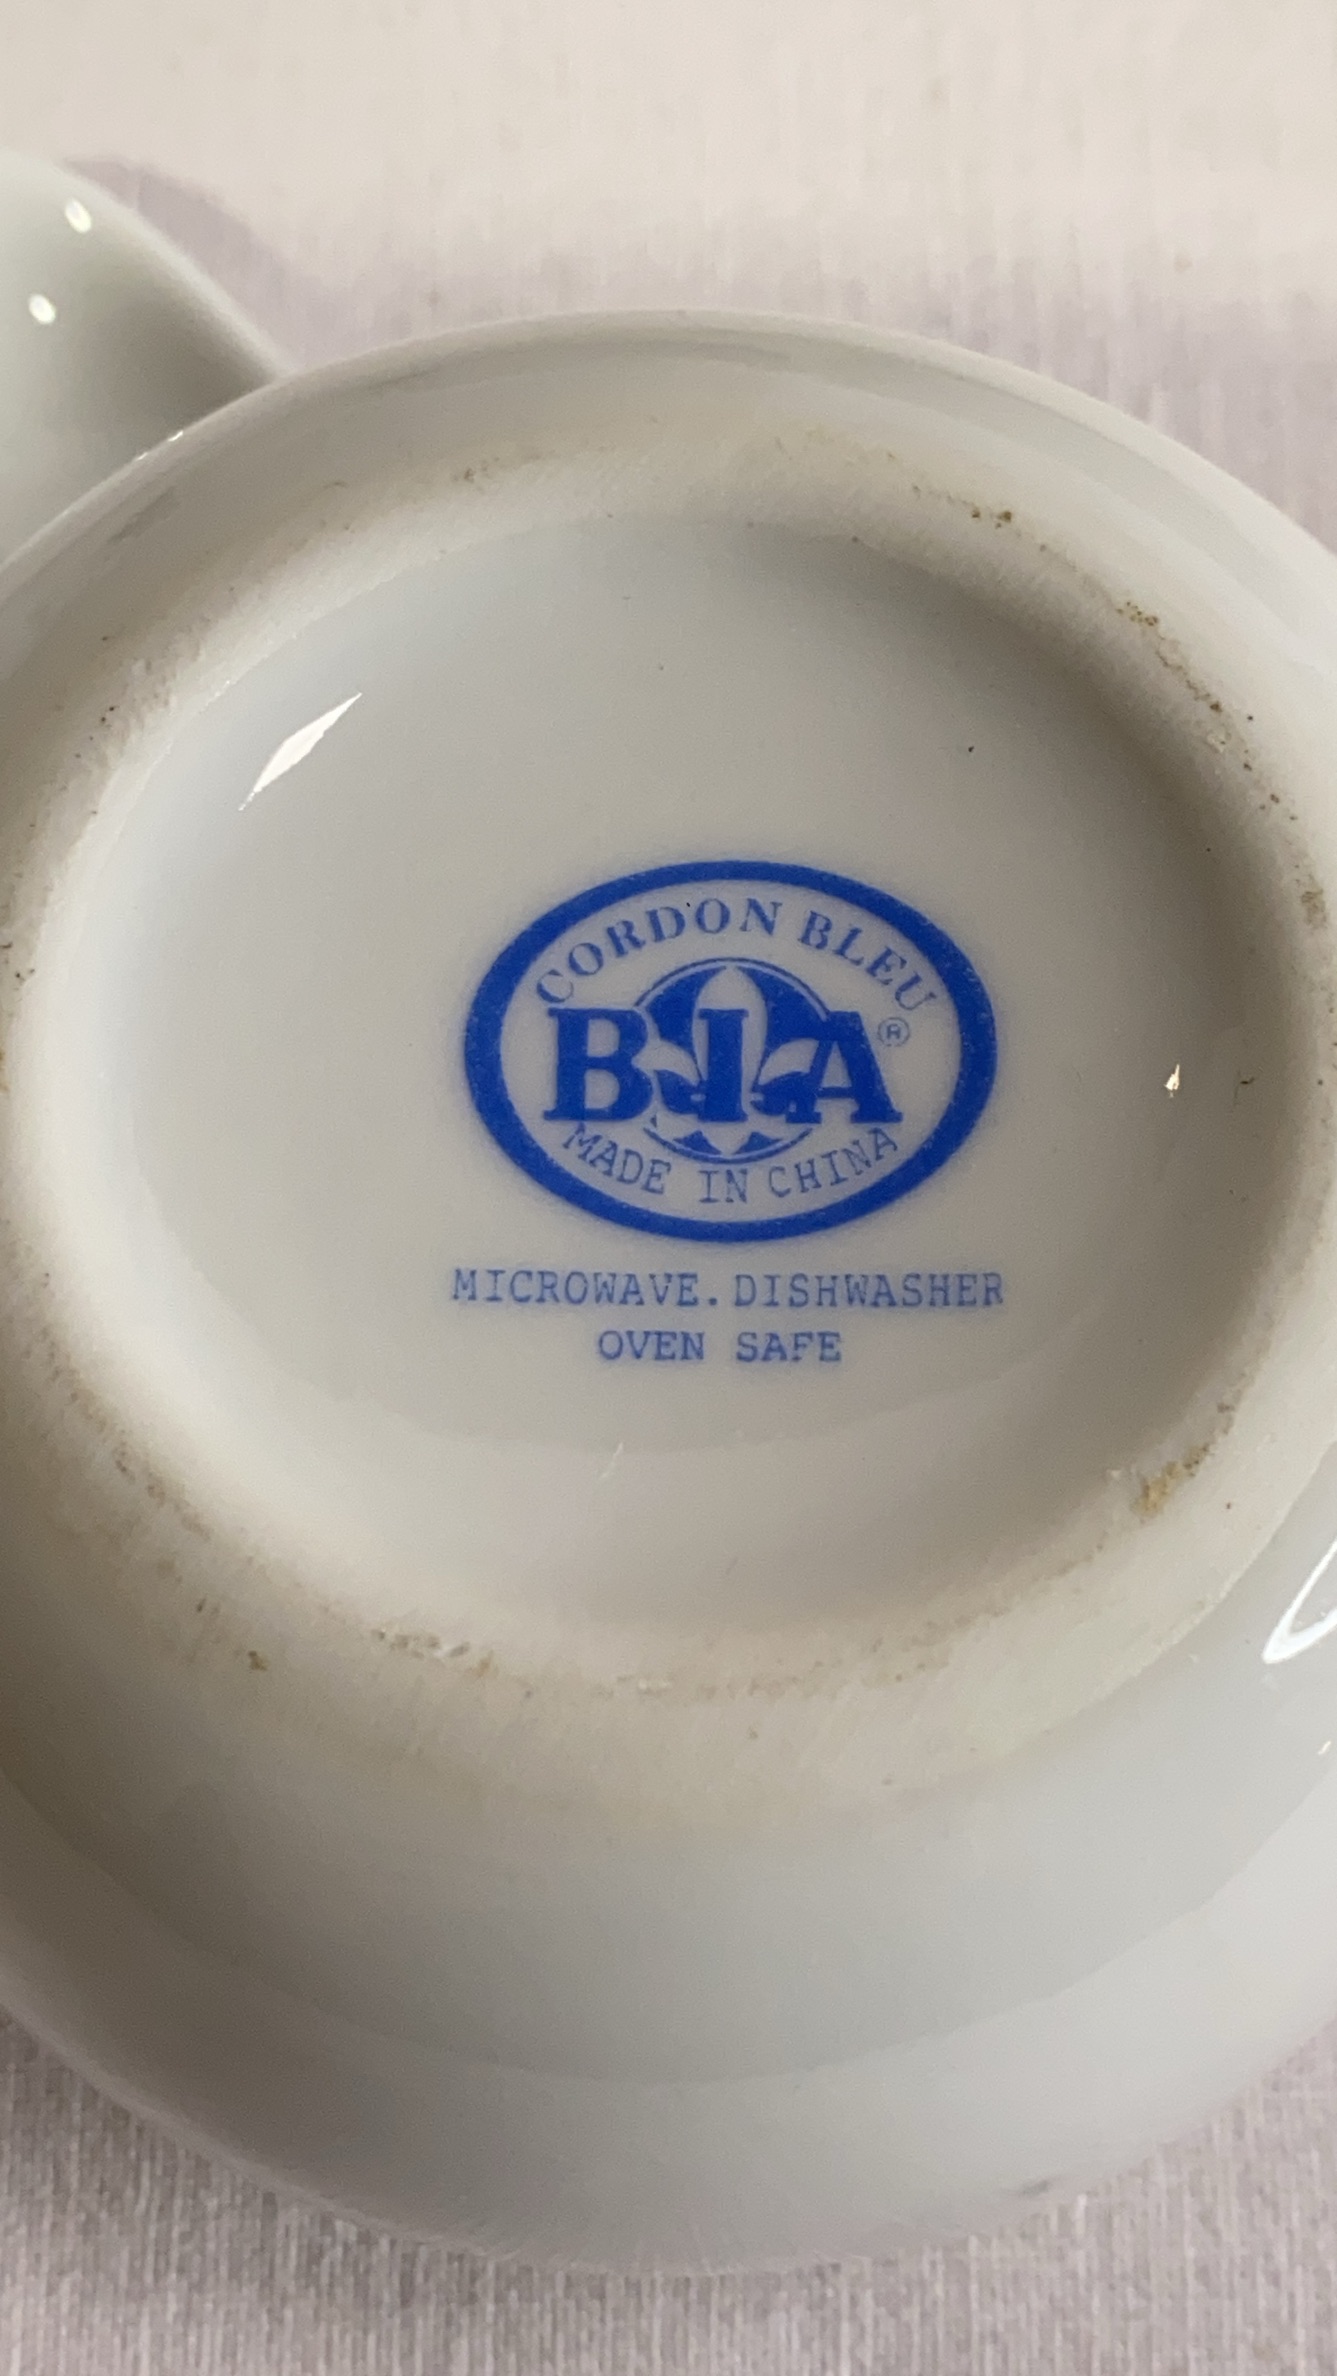 CORDON BLEU
BIA®
MADE IN CHINA
MICROWAVE.DISHWASHER
OVEN SAFE